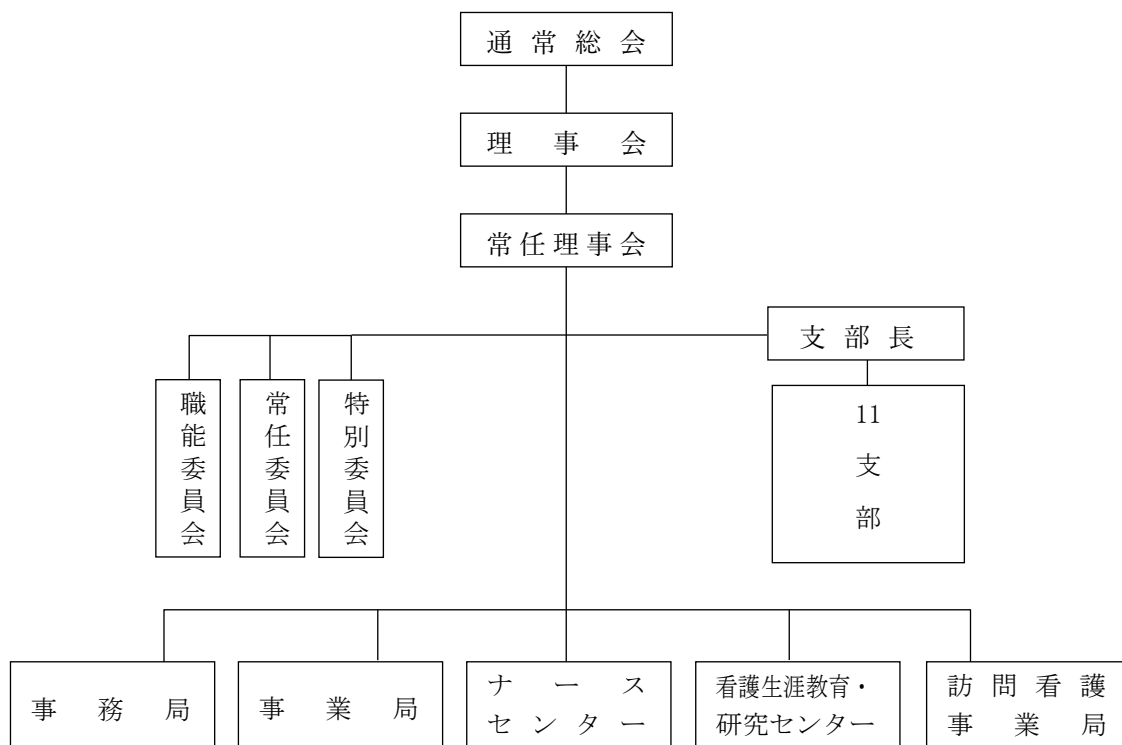 通常総会
理事会
常任理事会
支部長
職能委員会
常任委員会
特別委員会
11
支
部
事務局
事業局
ナース
センター
看護生涯教育・
研究センター
訪問看護
事業局